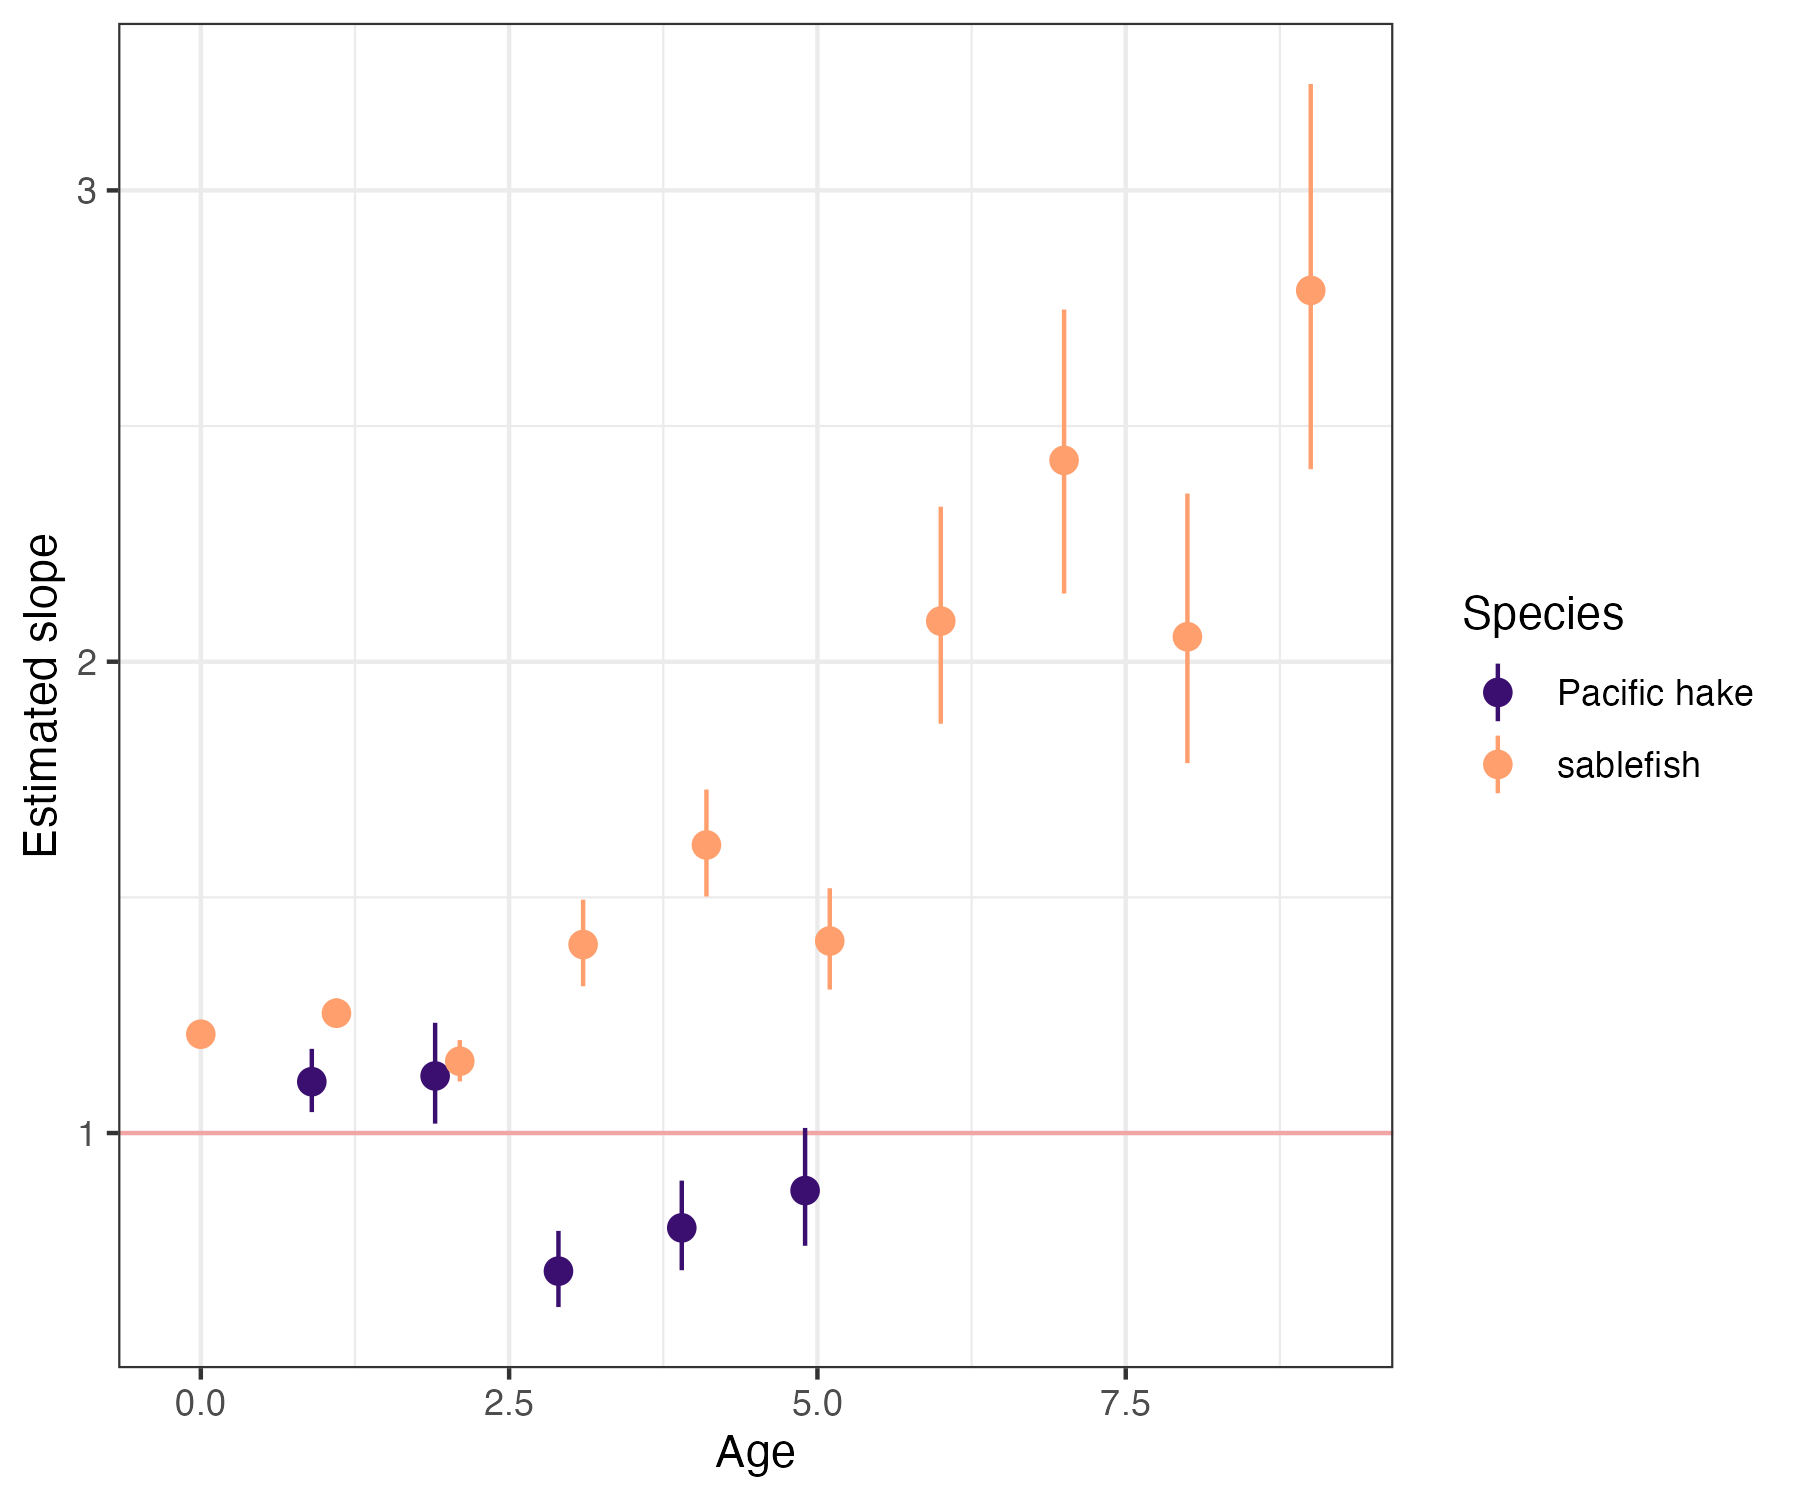 3
2
1
Estimated slope
0.0 2.5 5.0 7.5
Age
Species
Pacific hake
sablefish